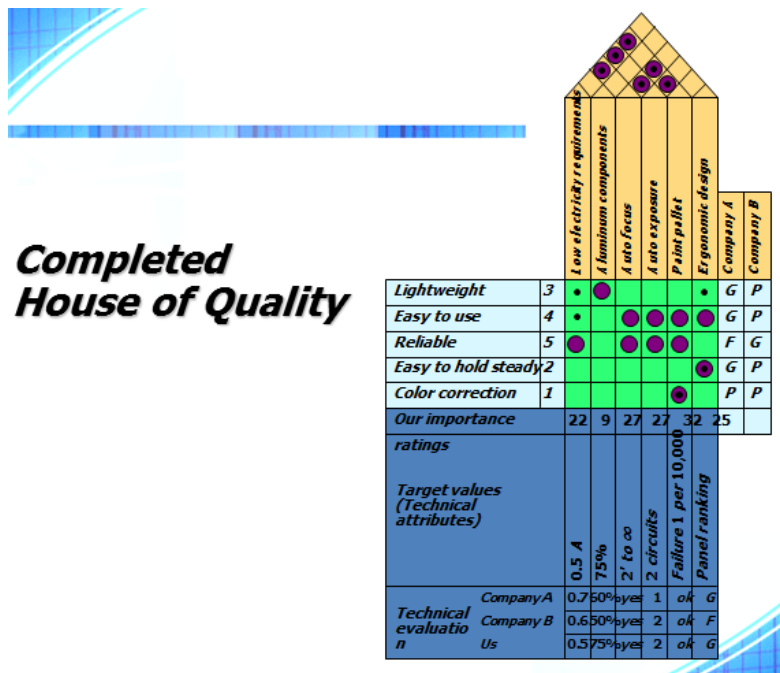 Completed
House of Quality
Low electricity requirements
Aluminum components
Auto focus
Auto exposure
Paint pallet
Ergonomic design
Company A
Company B
Lightweight 3 G P
Easy to use 4 G P
Reliable 5 F G
Easy to hold steady 2 G P
Color correction 1 P P
Our importance 22 9 27 27 32 25
ratings
Target values
(Technical
attributes)
0.5 A
75%
2' to ∞
2 circuits
Failure 1 per 10,000
Panel ranking
Technical
evaluatio
n
Company A 0.7 60% yes 1 ok G
Company B 0.6 50% yes 2 ok F
Us 0.5 75% yes 2 ok G